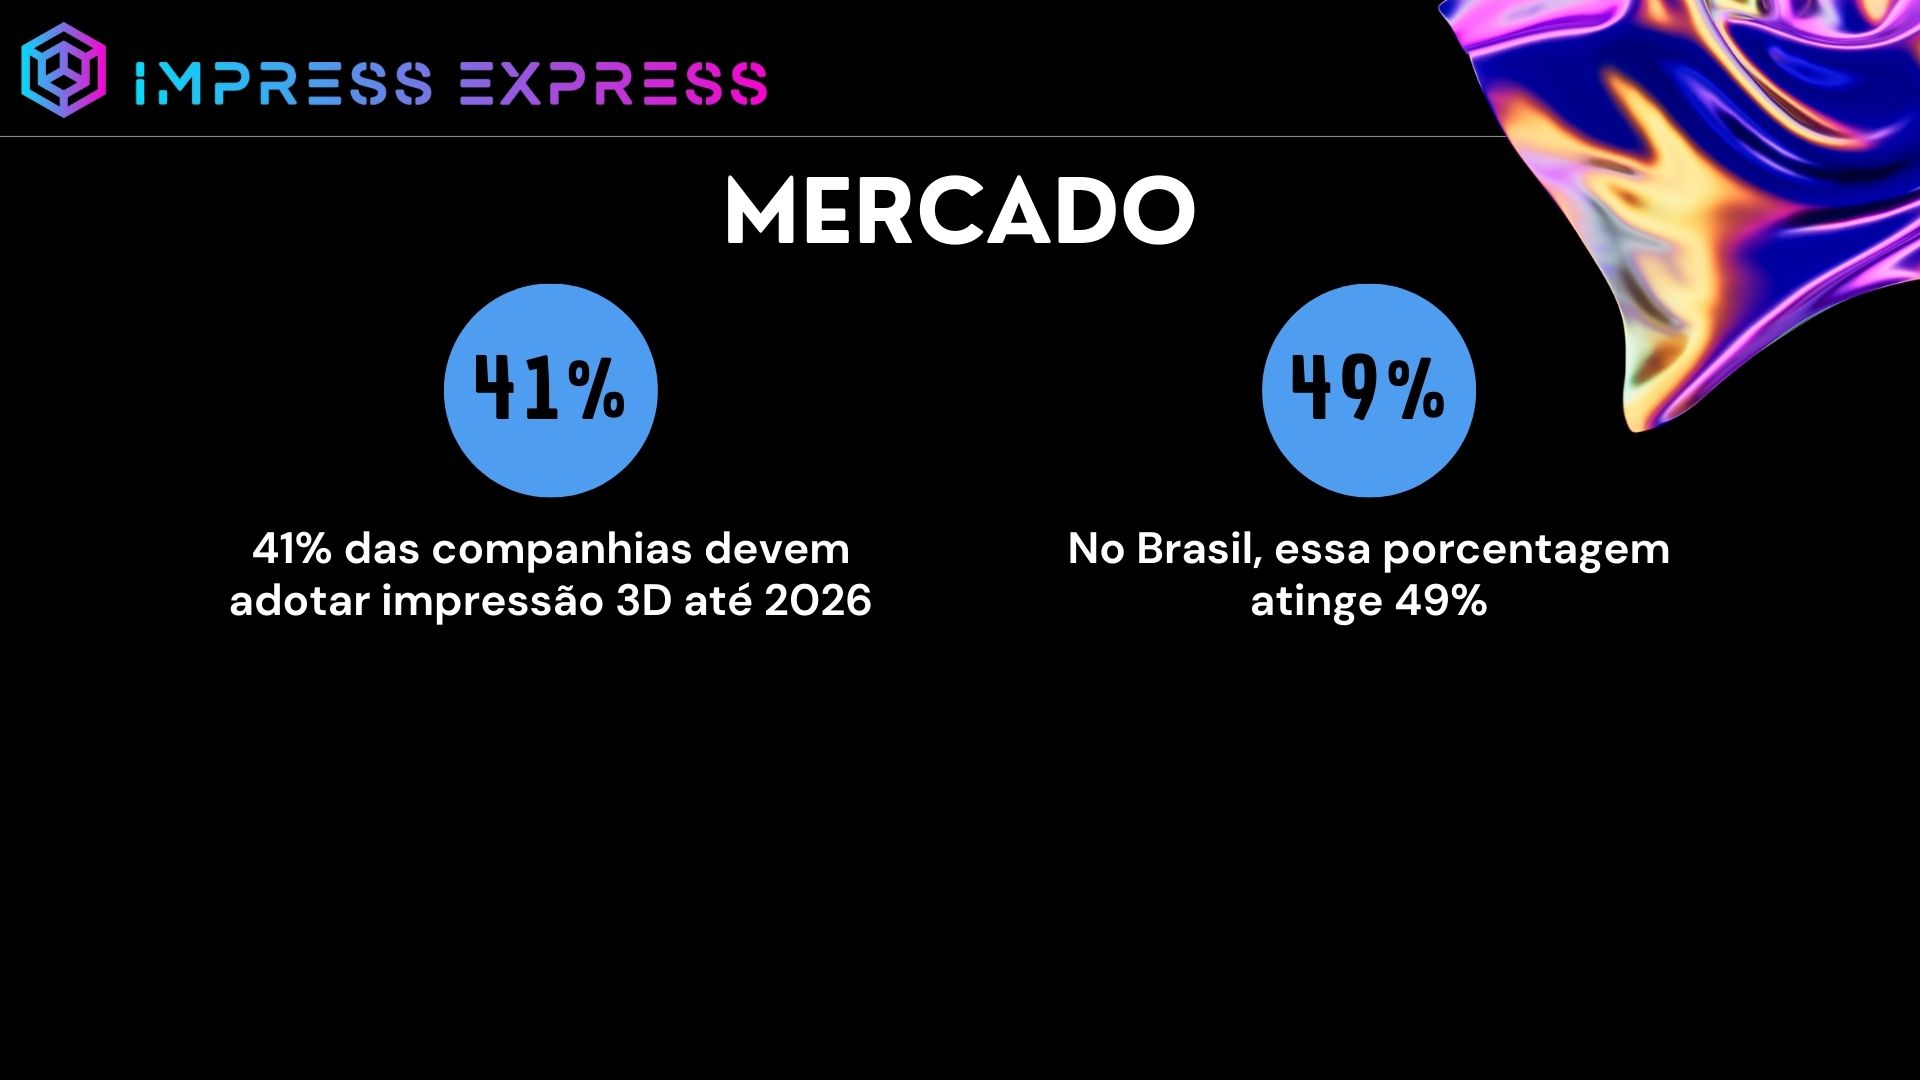 IMPRESS EXPRESS
MERCADO
41%
49%
41% das companhias devem
adotar impressão 3D até 2026
No Brasil, essa porcentagem
atinge 49%